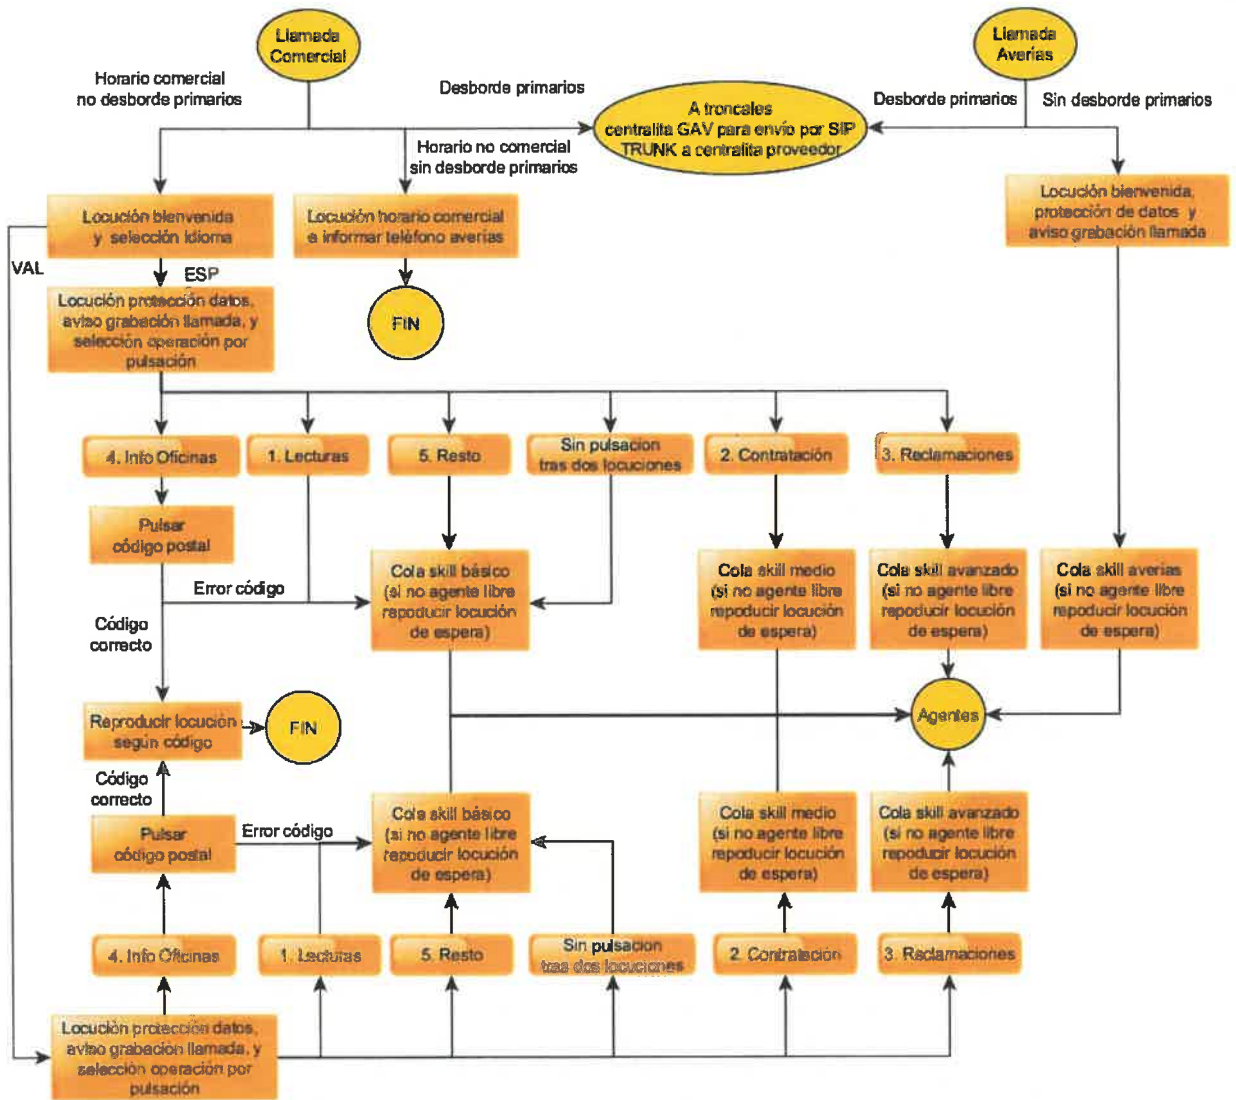 Llamada
Comercial
Llamada
Averías
Horario comercial
no desborde primarios
Desborde primarios
Desborde primarios
Sin desborde primarios
A troncales
centralita GAV para envío por SIP
TRUNK a centralita proveedor
Horario no comercial
sin desborde primarios
Locución bienvenida
y selección Idioma
Locución horario comercial
e informar teléfono averías
Locución bienvenida,
protección de datos y
aviso grabación llamada
VAL
ESP
Locución protección datos,
aviso grabación llamada, y
selección operación por
pulsación
FIN
4. Info Oficinas
1. Lecturas
5. Resto
Sin pulsacion
tras dos locuciones
2. Contratación
3. Reclamaciones
Pulsar
código postal
Error código
Cola skill básico
(si no agente libre
repoducir locución
de espera)
Cola skill medio
(si no agente libre
repoducir locución
de espera)
Cola skill avanzado
(si no agente libre
repoducir locución
de espera)
Cola skill averías
(si no agente libre
repoducir locución
de espera)
Código
correcto
Reproducir locución
según código
FIN
Agentes
Código
correcto
Pulsar
código postal
Error código
Cola skill básico
(si no agente libre
repoducir locución
de espera)
Cola skill medio
(si no agente libre
repoducir locución
de espera)
Cola skill avanzado
(si no agente libre
repoducir locución
de espera)
4. Info Oficinas
1. Lecturas
5. Resto
Sin pulsacion
tras dos locuciones
2. Contratación
3. Reclamaciones
Locución protección datos,
aviso grabación llamada, y
selección operación por
pulsación